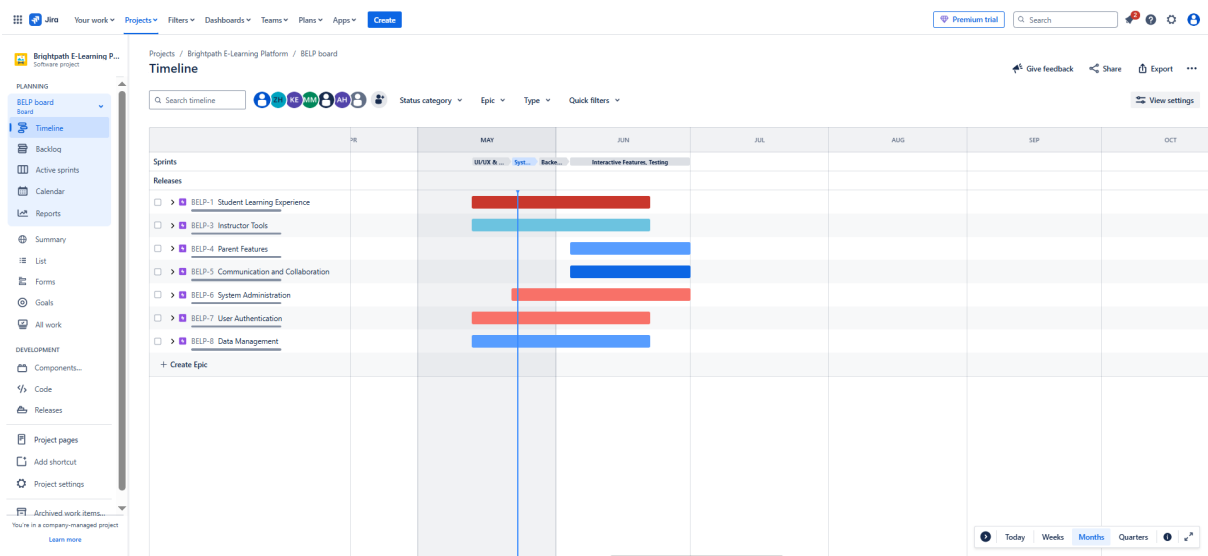 Jira Your work Projects Filters Dashboards Teams Plans Apps Create Premium trial Search 2
Brightpath E-Learning P...
Software project
PLANNING
BELP board
Board
Timeline
Backlog
Active sprints
Calendar
Reports
Summary
List
Forms
Goals
All work
DEVELOPMENT
Components...
Code
Releases
Project pages
Add shortcut
Project settings
Archived work items...
You're in a company-managed project
Learn more
Projects / Brightpath E-Learning Platform / BELP board
Timeline
Give feedback Share Export
Search timeline ZH KE MM AH Status category Epic Type Quick filters View settings
PR MAY JUN JUL AUG SEP OCT
Sprints UI/UX & ... Syst... Backe... Interactive Features, Testing
Releases
BELP-1 Student Learning Experience
BELP-3 Instructor Tools
BELP-4 Parent Features
BELP-5 Communication and Collaboration
BELP-6 System Administration
BELP-7 User Authentication
BELP-8 Data Management
+ Create Epic
Today Weeks Months Quarters